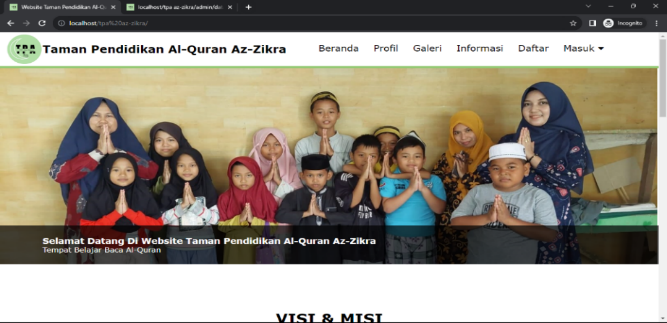 Website Taman Pendidikan Al-Q
localhost/tpa az-zikra/admin/da
localhost/tpa%20az-zikra/
Incognito
TPA
Taman Pendidikan Al-Quran Az-Zikra
Beranda
Profil
Galeri
Informasi
Daftar
Masuk
Selamat Datang Di Website Taman Pendidikan Al-Quran Az-Zikra
Tempat Belajar Baca Al-Quran
VISI & MISI